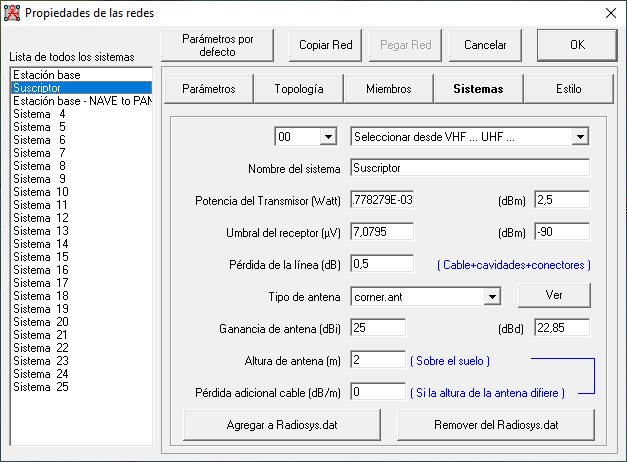 Propiedades de las redes
Lista de todos los sistemas
Parámetros por defecto
Copiar Red
Pegar Red
Cancelar
OK
Estación base
Suscriptor
Estación base - NAVE to PAN
Sistema 4
Sistema 5
Sistema 6
Sistema 7
Sistema 8
Sistema 9
Sistema 10
Sistema 11
Sistema 12
Sistema 13
Sistema 14
Sistema 15
Sistema 16
Sistema 17
Sistema 18
Sistema 19
Sistema 20
Sistema 21
Sistema 22
Sistema 23
Sistema 24
Sistema 25
Parámetros
Topología
Miembros
Sistemas
Estilo
00
Seleccionar desde VHF ... UHF ...
Nombre del sistema Suscriptor
Potencia del Transmisor (Watt) .778279E-03 (dBm) 2,5
Umbral del receptor (µV) 7,0795 (dBm) -90
Pérdida de la línea (dB) 0,5 ( Cable+cavidades+conectores )
Tipo de antena corner.ant Ver
Ganancia de antena (dBi) 25 (dBd) 22,85
Altura de antena (m) 2 ( Sobre el suelo )
Pérdida adicional cable (dB/m) 0 ( Si la altura de la antena difiere )
Agregar a Radiosys.dat
Remover del Radiosys.dat